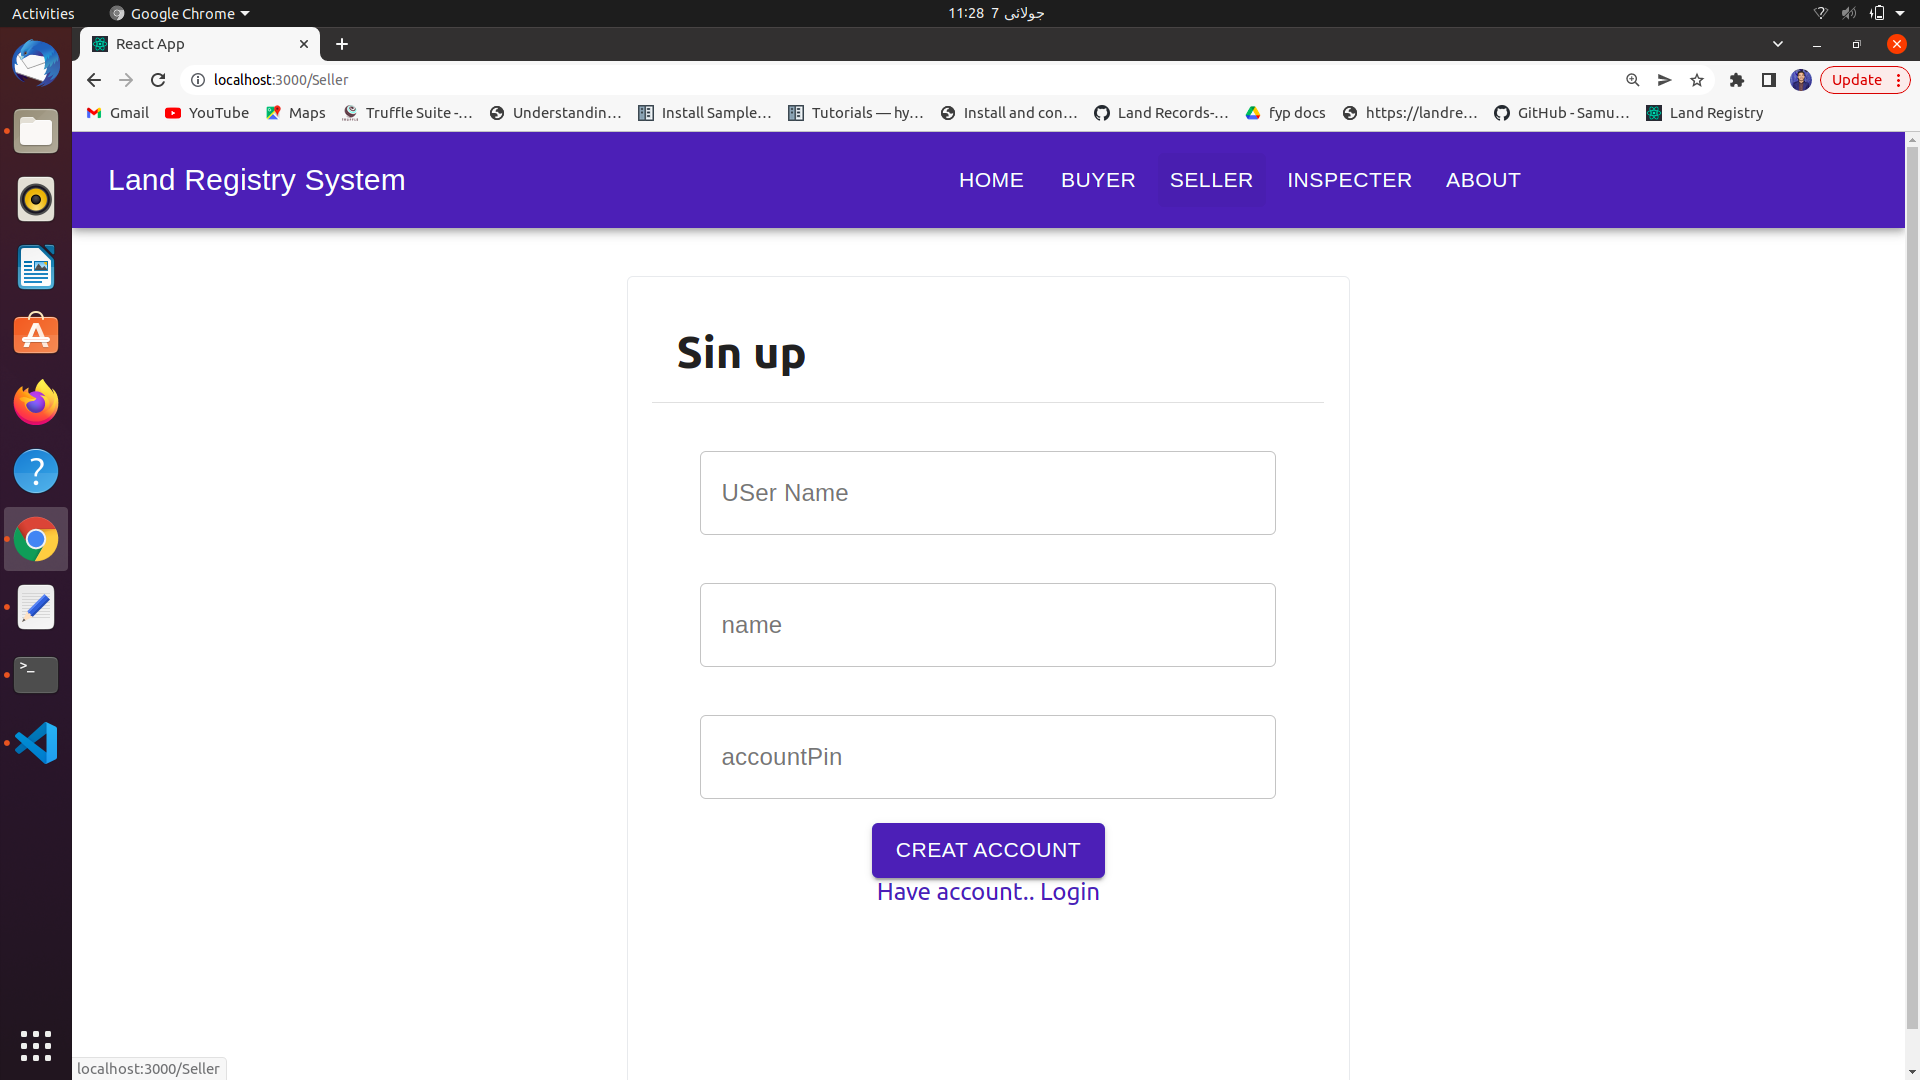 Activities
Google Chrome
11:28 7 جولائی
React App
localhost:3000/Seller
Update
Gmail
YouTube
Maps
Truffle Suite -...
Understandin...
Install Sample...
Tutorials — hy...
Install and con...
Land Records-...
fyp docs
https://landre...
GitHub - Samu...
Land Registry
Land Registry System
HOME
BUYER
SELLER
INSPECTER
ABOUT
Sin up
USer Name
name
accountPin
CREAT ACCOUNT
Have account.. Login
localhost:3000/Seller